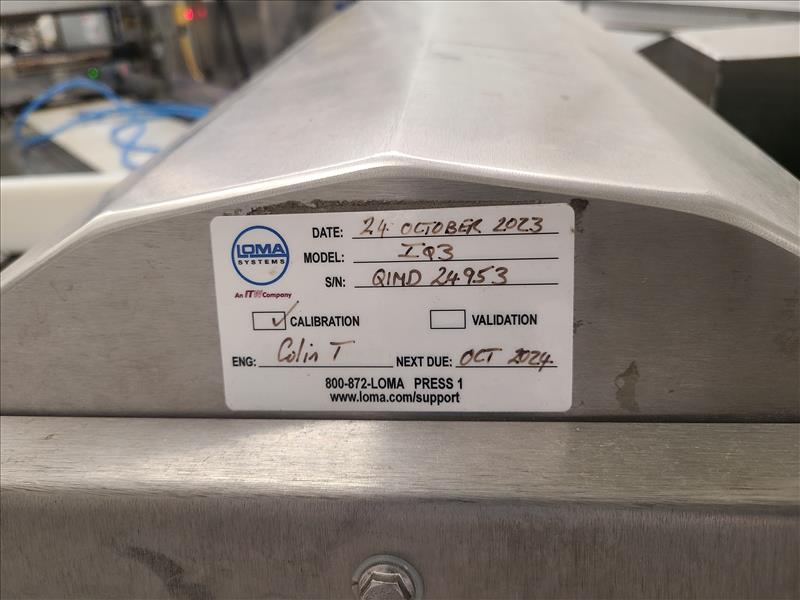 LOMA
SYSTEMS
An ITW Company
DATE: 24 OCTOBER 2023
MODEL: IQ3
S/N: QIMD 24953
CALIBRATION VALIDATION
ENG: Colin T NEXT DUE: OCT 2024
800-872-LOMA PRESS 1
www.loma.com/support